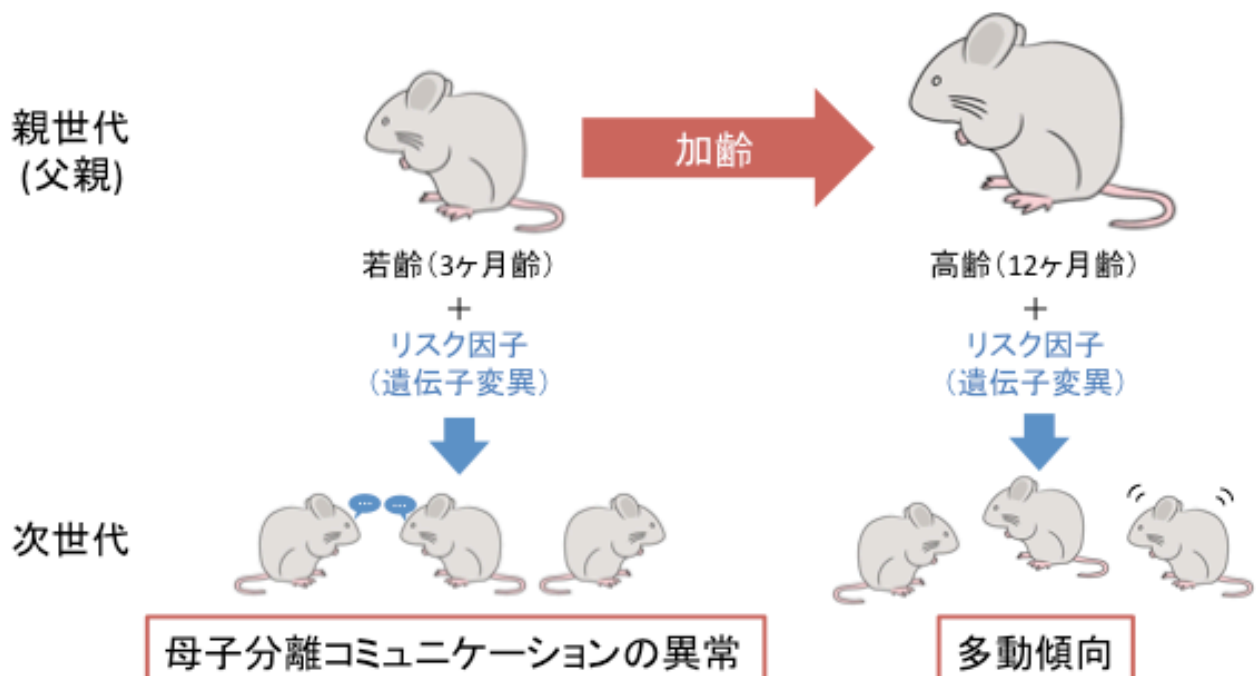 親世代
(父親)
加齢
若齢(3ヶ月齢)
+
リスク因子
(遺伝子変異)
高齢(12ヶ月齢)
+
リスク因子
(遺伝子変異)
次世代
...
...
母子分離コミュニケーションの異常
多動傾向